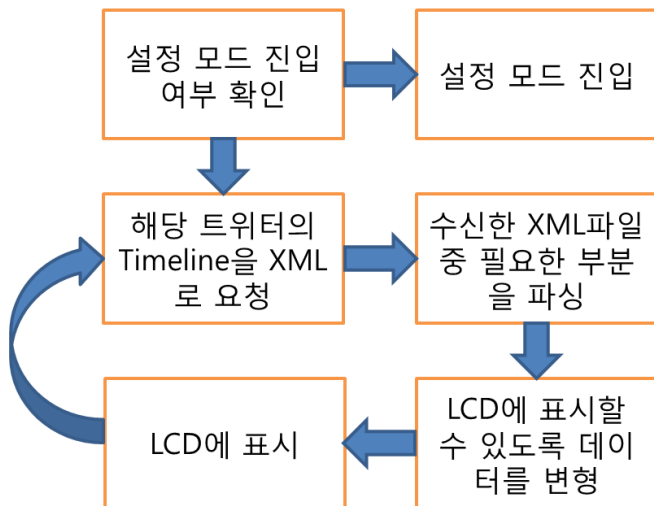 설정 모드 진입
여부 확인
설정 모드 진입
해당 트위터의
Timeline을 XML
로 요청
수신한 XML파일
중 필요한 부분
을 파싱
LCD에 표시할
수 있도록 데이
터를 변형
LCD에 표시